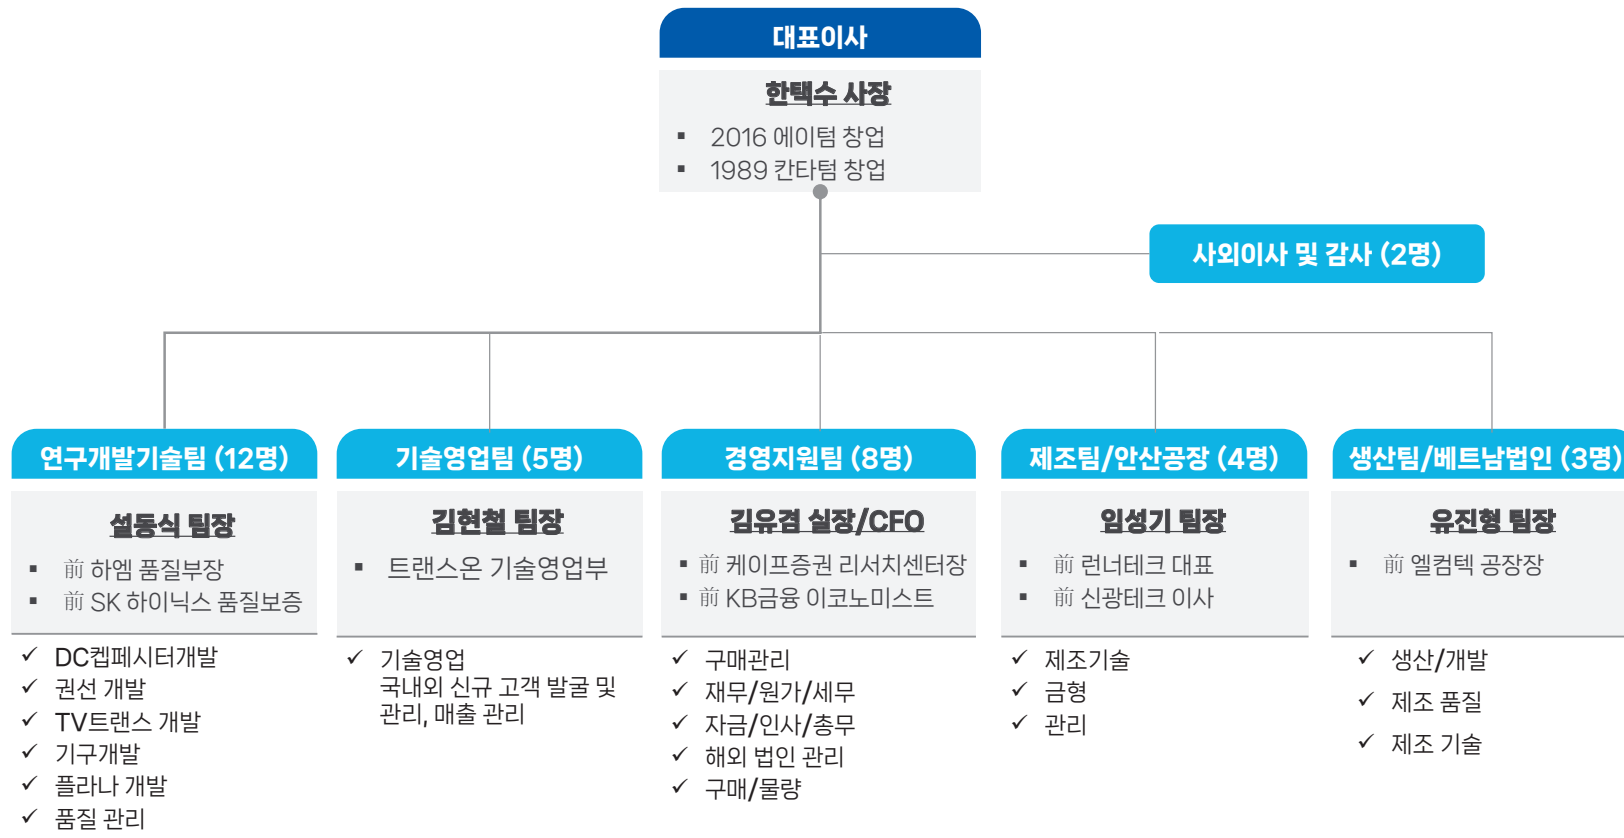 대표이사
한택수 사장
▪ 2016 에이텀 창업
▪ 1989 칸타텀 창업
사외이사 및 감사 (2명)
연구개발기술팀 (12명)
설동식 팀장
▪ 前 하엠 품질부장
▪ 前 SK 하이닉스 품질보증
✓ DC켑페시터개발
✓ 권선 개발
✓ TV트랜스 개발
✓ 기구개발
✓ 플라나 개발
✓ 품질 관리
기술영업팀 (5명)
김현철 팀장
▪ 트랜스온 기술영업부
✓ 기술영업
국내외 신규 고객 발굴 및
관리, 매출 관리
경영지원팀 (8명)
김유겸 실장/CFO
▪ 前 케이프증권 리서치센터장
▪ 前 KB금융 이코노미스트
✓ 구매관리
✓ 재무/원가/세무
✓ 자금/인사/총무
✓ 해외 법인 관리
✓ 구매/물량
제조팀/안산공장 (4명)
임성기 팀장
▪ 前 런너테크 대표
▪ 前 신광테크 이사
✓ 제조기술
✓ 금형
✓ 관리
생산팀/베트남법인 (3명)
유진형 팀장
▪ 前 엘컴텍 공장장
✓ 생산/개발
✓ 제조 품질
✓ 제조 기술